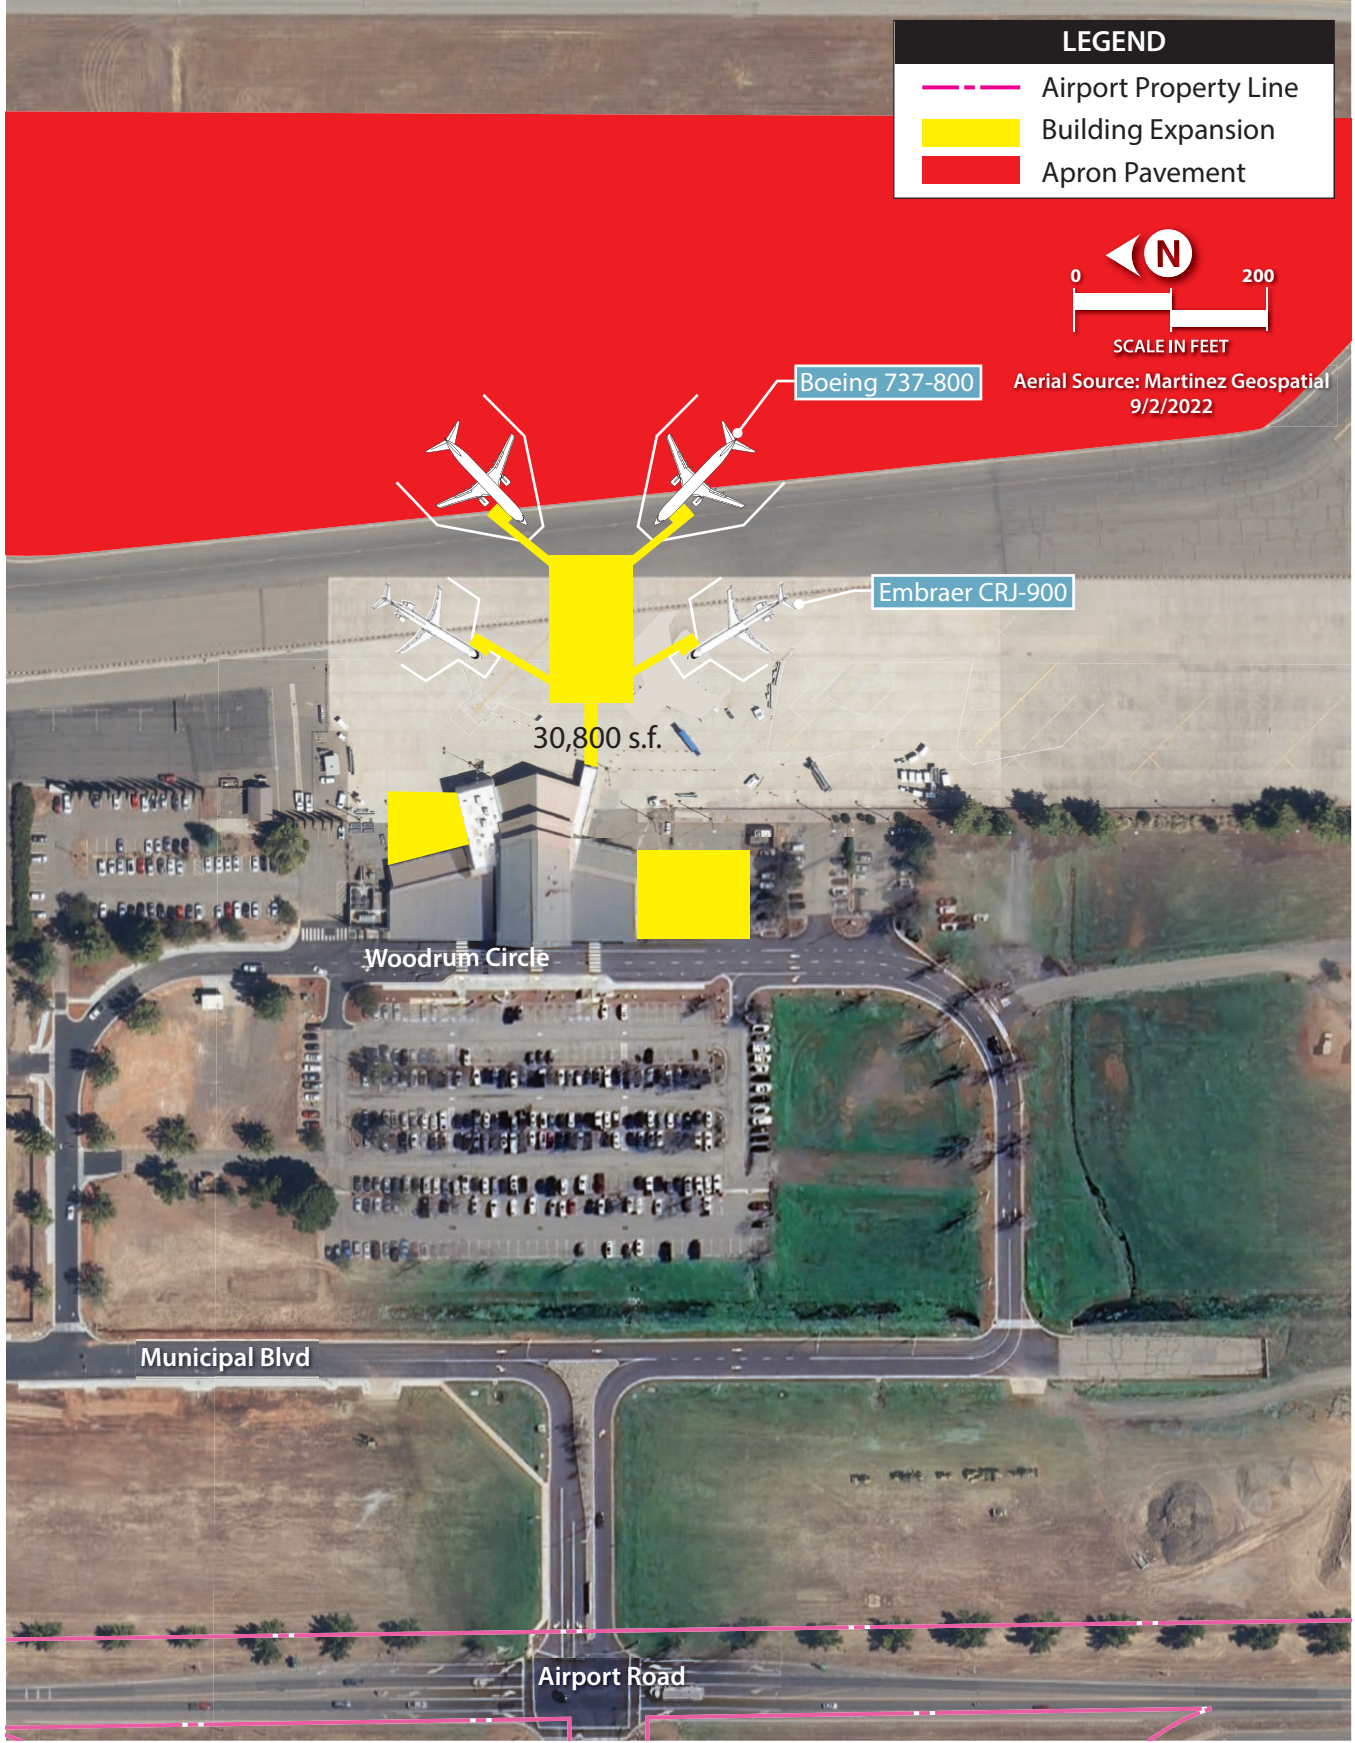 LEGEND
Airport Property Line
Building Expansion
Apron Pavement
N
0 200
SCALE IN FEET
Aerial Source: Martinez Geospatial
9/2/2022
Boeing 737-800
Embraer CRJ-900
30,800 s.f.
Woodrum Circle
Municipal Blvd
Airport Road